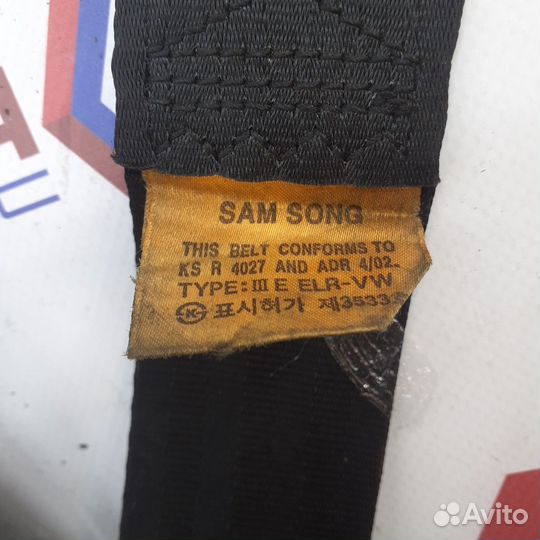 SAM SONG
THIS BELT CONFORMS TO
KS R 4027 AND ADR 4/02
TYPE: III E ELR-VW
표시허가 제3533
Avito